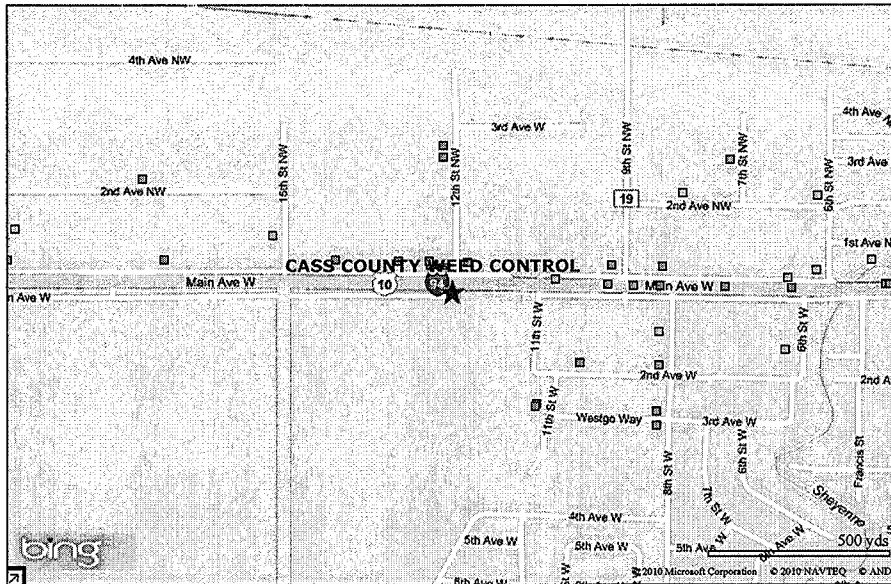 4th Ave NW
3rd Ave W
4th Ave
15th St NW
12th St NW
9th St NW
7th St NW
6th St NW
3rd Ave
2nd Ave NW
19
2nd Ave NW
1st Ave N
CASS COUNTY WEED CONTROL
Main Ave W
10
94
Main Ave W
n Ave W
11th St W
6th St W
2nd Ave W
2nd A
11th St W
Westgo Way
3rd Ave W
8th St W
7th St W
6th St W
Francis St
Sheyenne
4th Ave W
5th Ave W
5th Ave W
5th Ave W
6th Ave W
500 yds
bing
2010 Microsoft Corporation © 2010 NAVTEQ © AND
5th Ave W